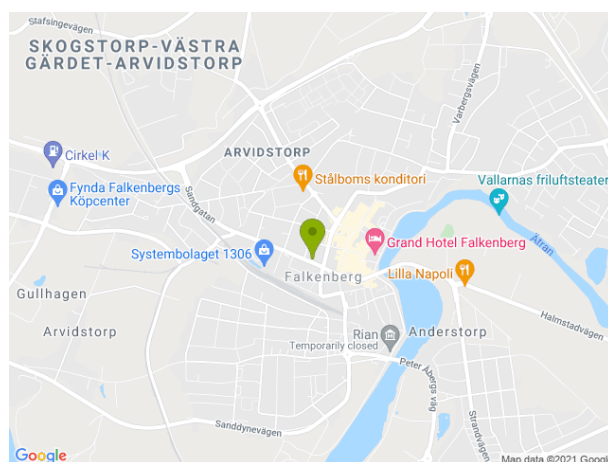 Stafsingevägen
SKOGSTORP-VÄSTRA
GÄRDET-ARVIDSTORP
Varbergsvägen
Cirkel K
ARVIDSTORP
Stålboms konditori
Fynda Falkenbergs
Köpcenter
Sandgatan
Vallarnas friluftsteater
Ätran
Grand Hotel Falkenberg
Systembolaget 1306
Falkenberg
Lilla Napoli
Gullhagen
Halmstadvägen
Arvidstorp
Rian
Temporarily closed
Anderstorp
Peter Åbergs väg
Strandvägen
Sanddynevägen
Google
Map data ©2021 Google